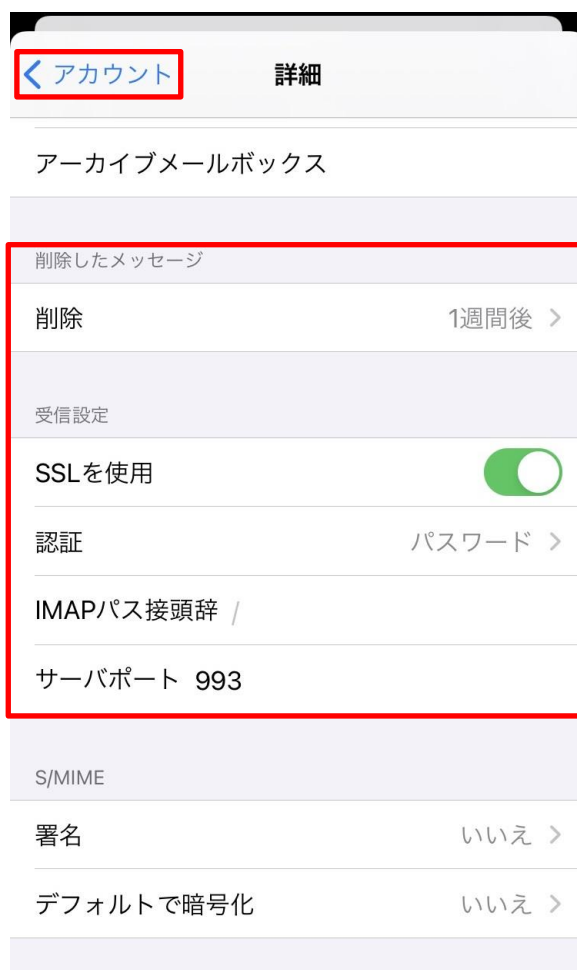 アカウント 詳細
アーカイブメールボックス
削除したメッセージ
削除 1週間後
受信設定
SSLを使用
認証 パスワード
IMAPパス接頭辞 /
サーバポート 993
S/MIME
署名 いいえ
デフォルトで暗号化 いいえ